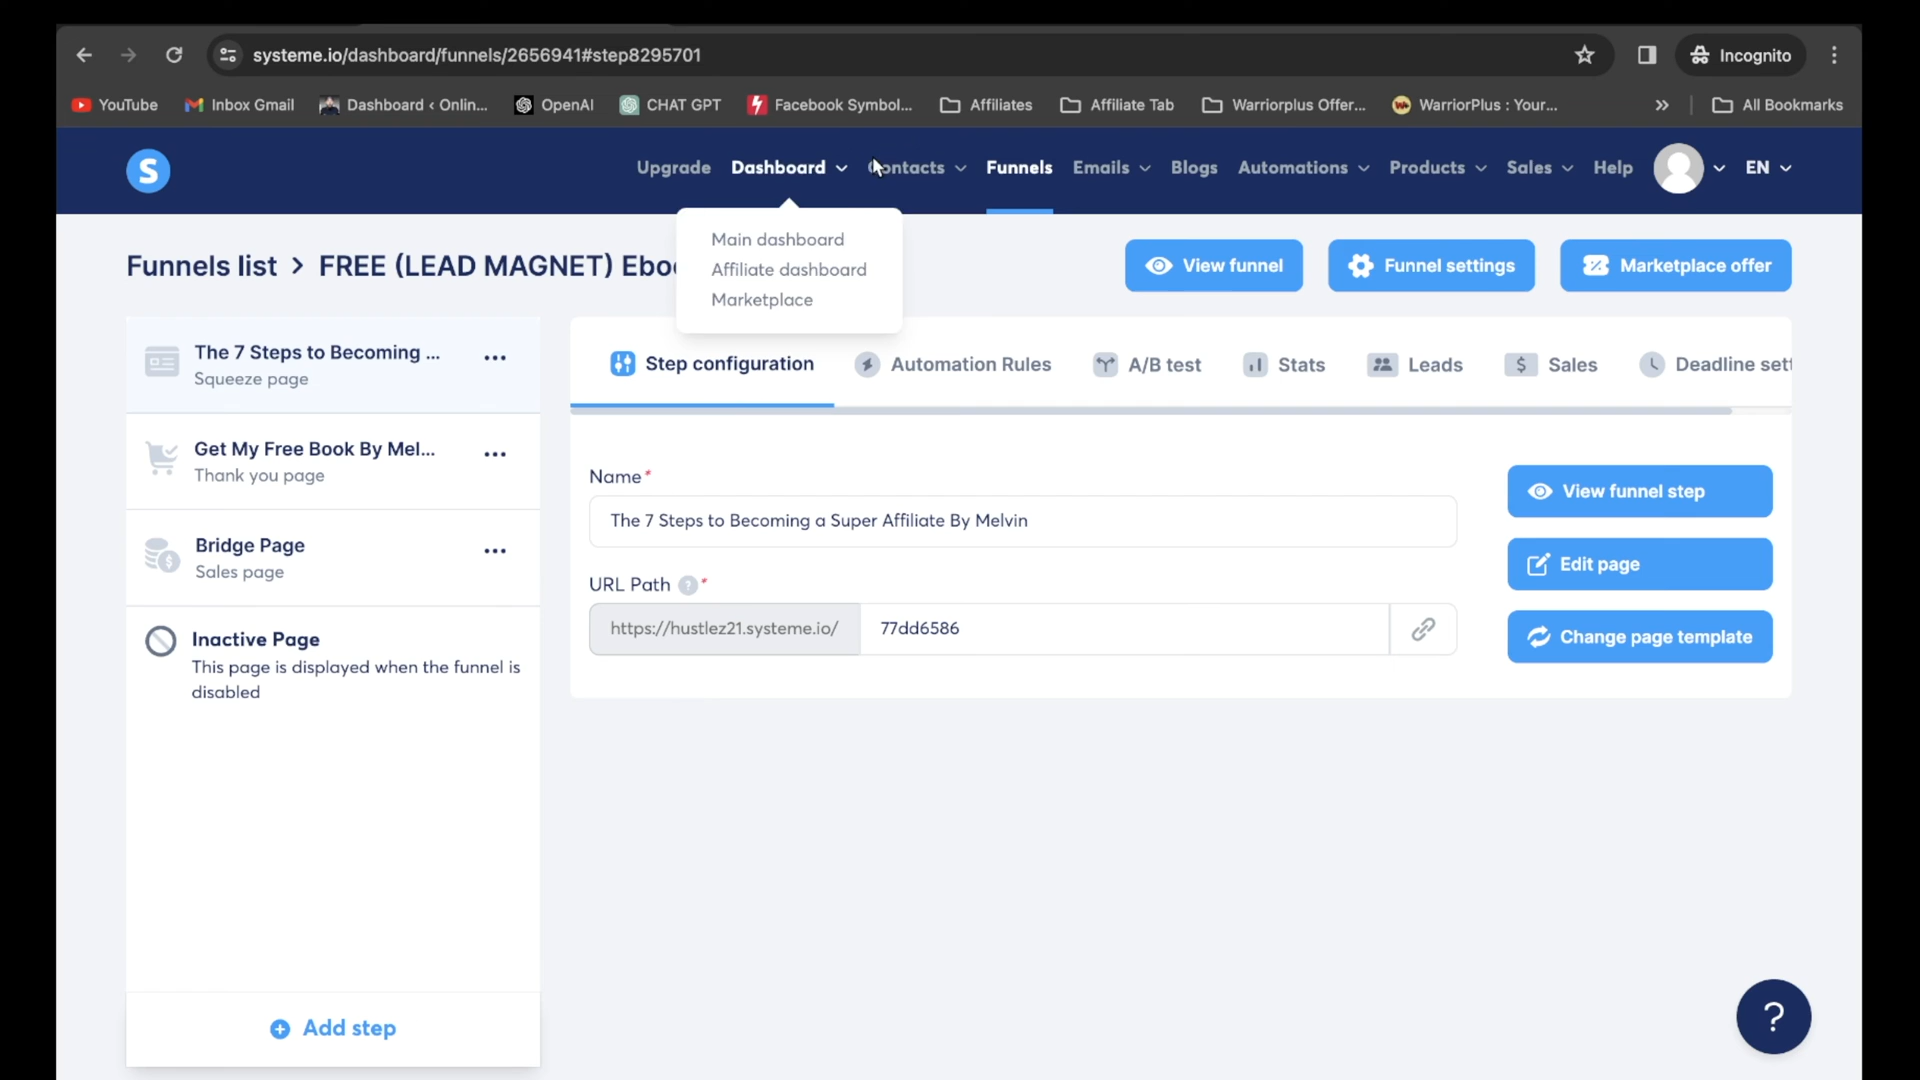 systeme.io/dashboard/funnels/2656941#step8295701
Incognito
YouTube
Inbox Gmail
Dashboard < Onlin...
OpenAI
CHAT GPT
Facebook Symbol...
Affiliates
Affiliate Tab
Warriorplus Offer...
WarriorPlus : Your...
»
All Bookmarks
S
Upgrade
Dashboard
Contacts
Funnels
Emails
Blogs
Automations
Products
Sales
Help
EN
Main dashboard
Affiliate dashboard
Marketplace
Funnels list > FREE (LEAD MAGNET) Ebo
View funnel
Funnel settings
Marketplace offer
The 7 Steps to Becoming ...
Squeeze page
Get My Free Book By Mel...
Thank you page
Bridge Page
Sales page
Inactive Page
This page is displayed when the funnel is
disabled
Add step
Step configuration
Automation Rules
A/B test
Stats
Leads
$ Sales
Deadline sett
Name*
The 7 Steps to Becoming a Super Affiliate By Melvin
URL Path ? *
https://hustlez21.systeme.io/
77dd6586
View funnel step
Edit page
Change page template
?